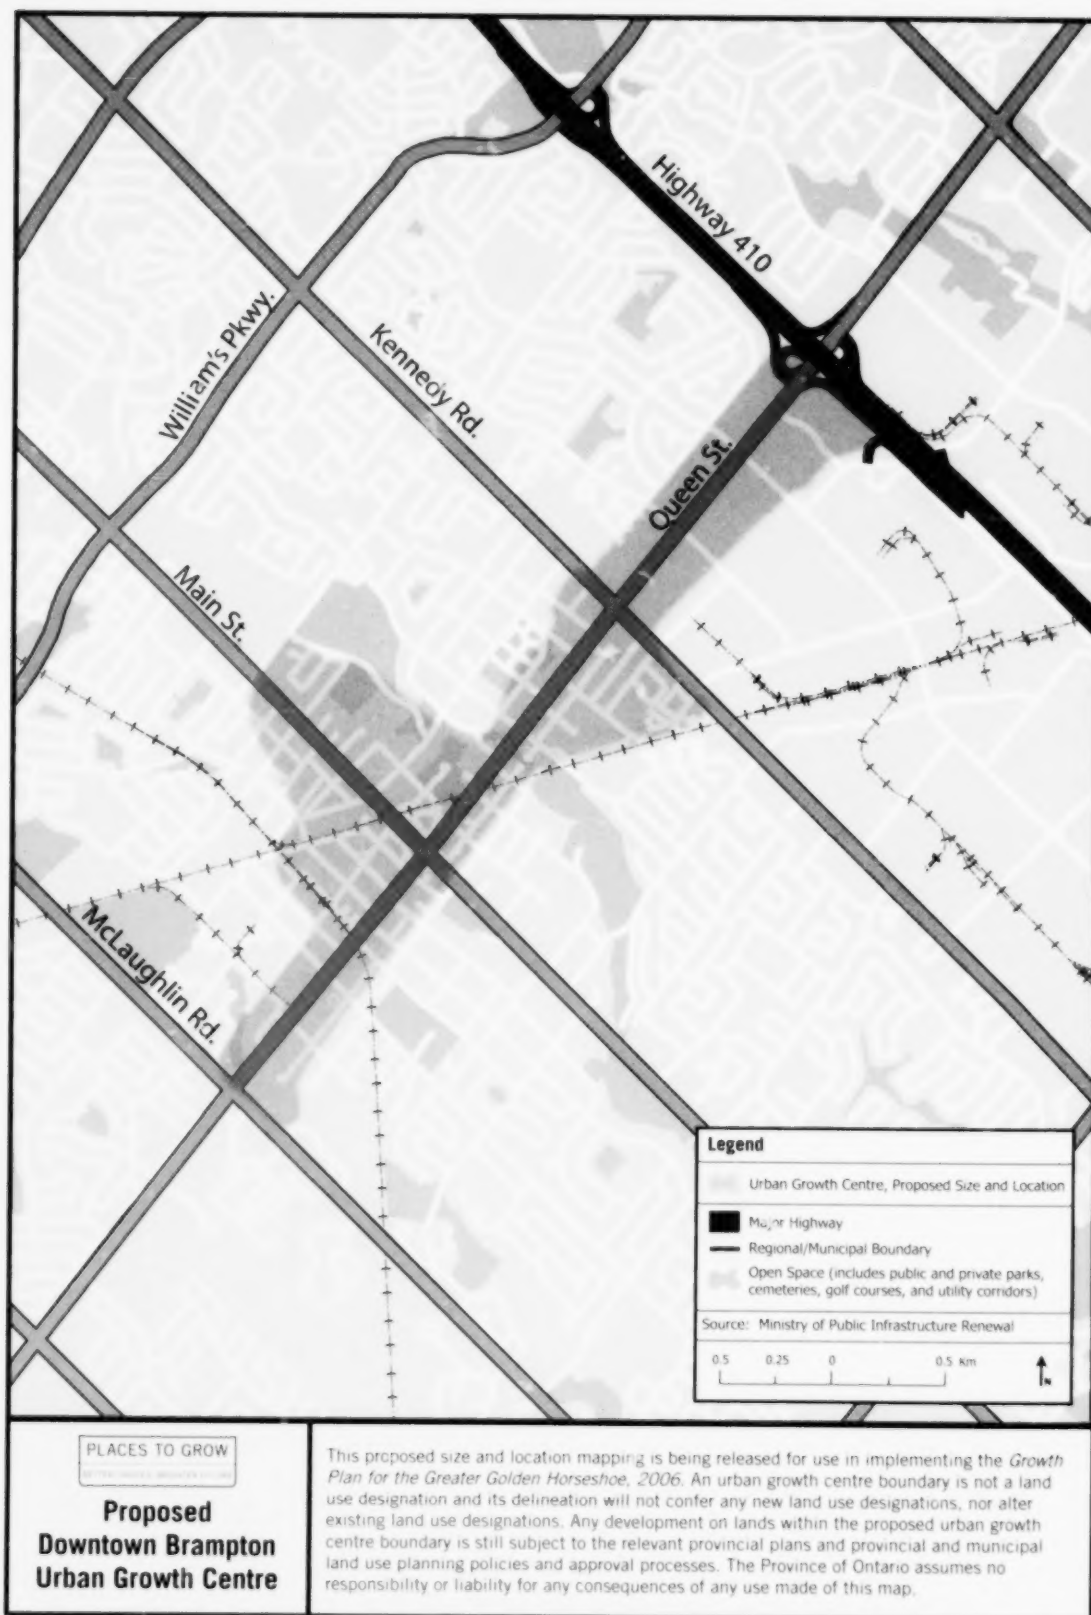 Highway 410
William's Pkwy.
Kennedy Rd.
Queen St.
Main St.
McLaughlin Rd.
Legend
Urban Growth Centre, Proposed Size and Location
Major Highway
Regional/Municipal Boundary
Open Space (includes public and private parks,
cemeteries, golf courses, and utility corridors)
Source: Ministry of Public Infrastructure Renewal
0.5 0.25 0 0.5 Km
N
PLACES TO GROW
Proposed
Downtown Brampton
Urban Growth Centre
This proposed size and location mapping is being released for use in implementing the Growth
Plan for the Greater Golden Horseshoe, 2006. An urban growth centre boundary is not a land
use designation and its delineation will not confer any new land use designations, nor alter
existing land use designations. Any development on lands within the proposed urban growth
centre boundary is still subject to the relevant provincial plans and provincial and municipal
land use planning policies and approval processes. The Province of Ontario assumes no
responsibility or liability for any consequences of any use made of this map.